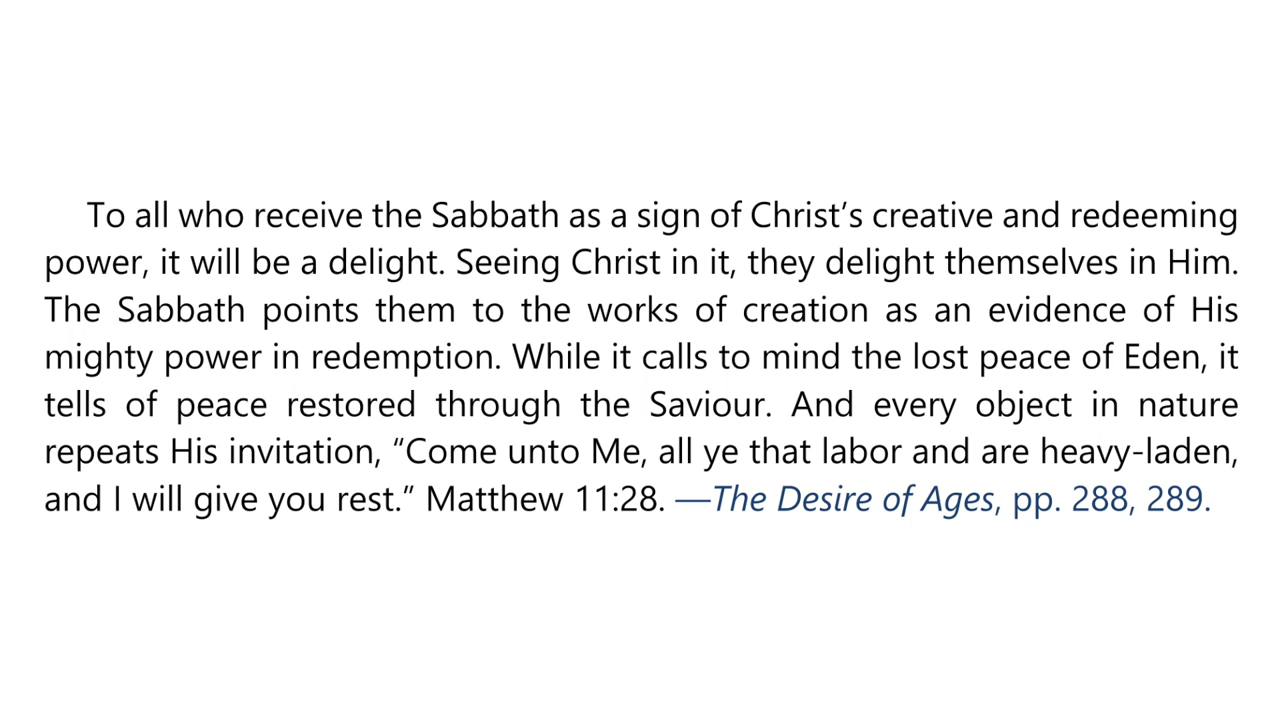 To all who receive the Sabbath as a sign of Christ’s creative and redeeming
power, it will be a delight. Seeing Christ in it, they delight themselves in Him.
The Sabbath points them to the works of creation as an evidence of His
mighty power in redemption. While it calls to mind the lost peace of Eden, it
tells of peace restored through the Saviour. And every object in nature
repeats His invitation, “Come unto Me, all ye that labor and are heavy-laden,
and I will give you rest.” Matthew 11:28. —The Desire of Ages, pp. 288, 289.